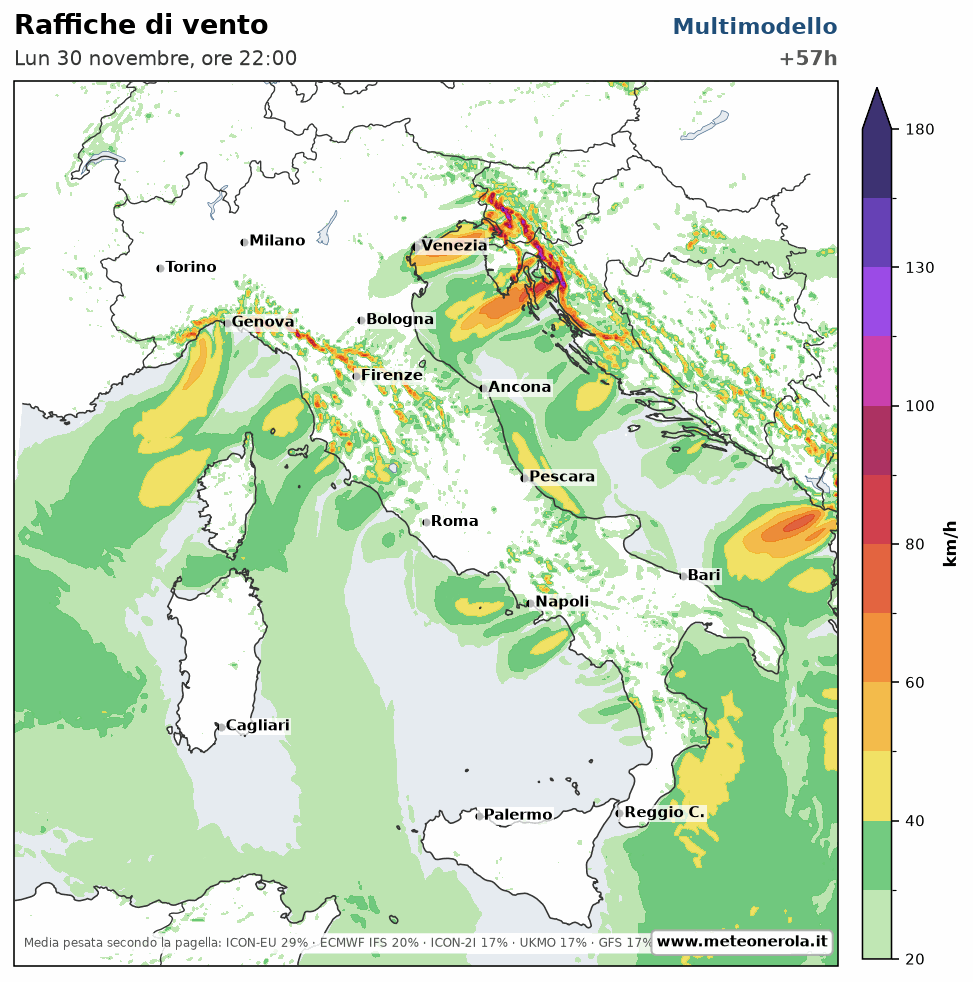 Raffiche di vento
Multimodello
Lun 30 novembre, ore 22:00
+57h
180
130
100
80
60
40
20
km/h
Venezia
Milano
Torino
Genova
Bologna
Firenze
Ancona
Pescara
Roma
Bari
Napoli
Cagliari
Palermo
Reggio C.
Media pesata secondo la pagella: ICON-EU 29% · ECMWF IFS 20% · ICON-2I 17% · UKMO 17% · GFS 17%
www.meteonerola.it